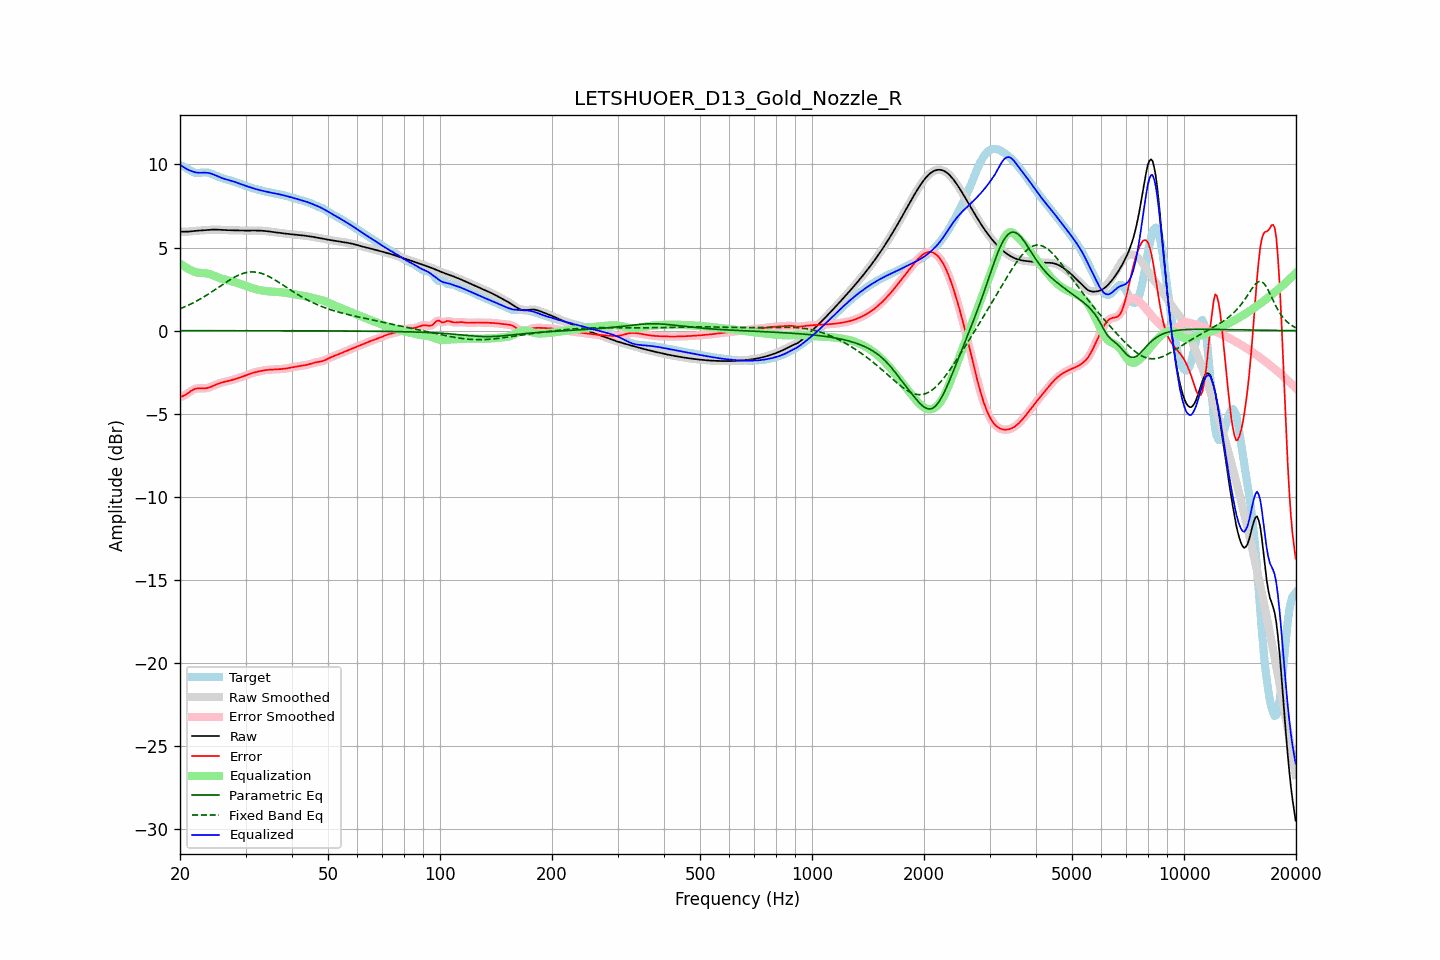 LETSHUOER_D13_Gold_Nozzle_R
Amplitude (dBr)
10
5
0
−5
−10
−15
−20
−25
−30
Target
Raw Smoothed
Error Smoothed
Raw
Error
Equalization
Parametric Eq
Fixed Band Eq
Equalized
20 50 100 200 500 1000 2000 5000 10000 20000
Frequency (Hz)